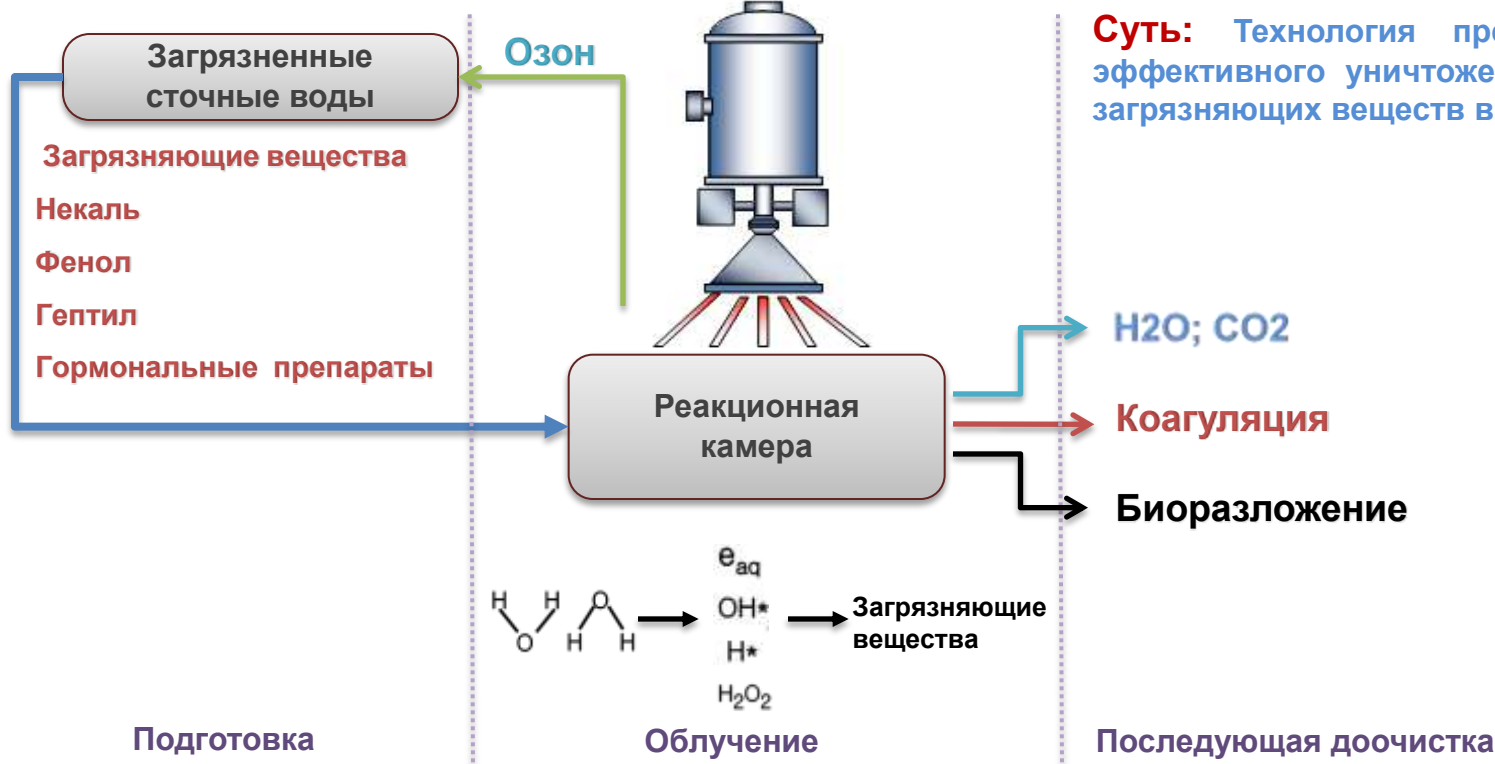 Загрязненные
сточные воды
Загрязняющие вещества
Некаль
Фенол
Гептил
Гормональные препараты
Подготовка
Озон
Реакционная
камера
H O H
H O H
eaq
OH*
H*
H₂O₂
Загрязняющие
вещества
Облучение
Суть: Технология
эффективного
загрязняющих веществ в
H2O; CO2
Коагуляция
Биоразложение
Последующая доочистка